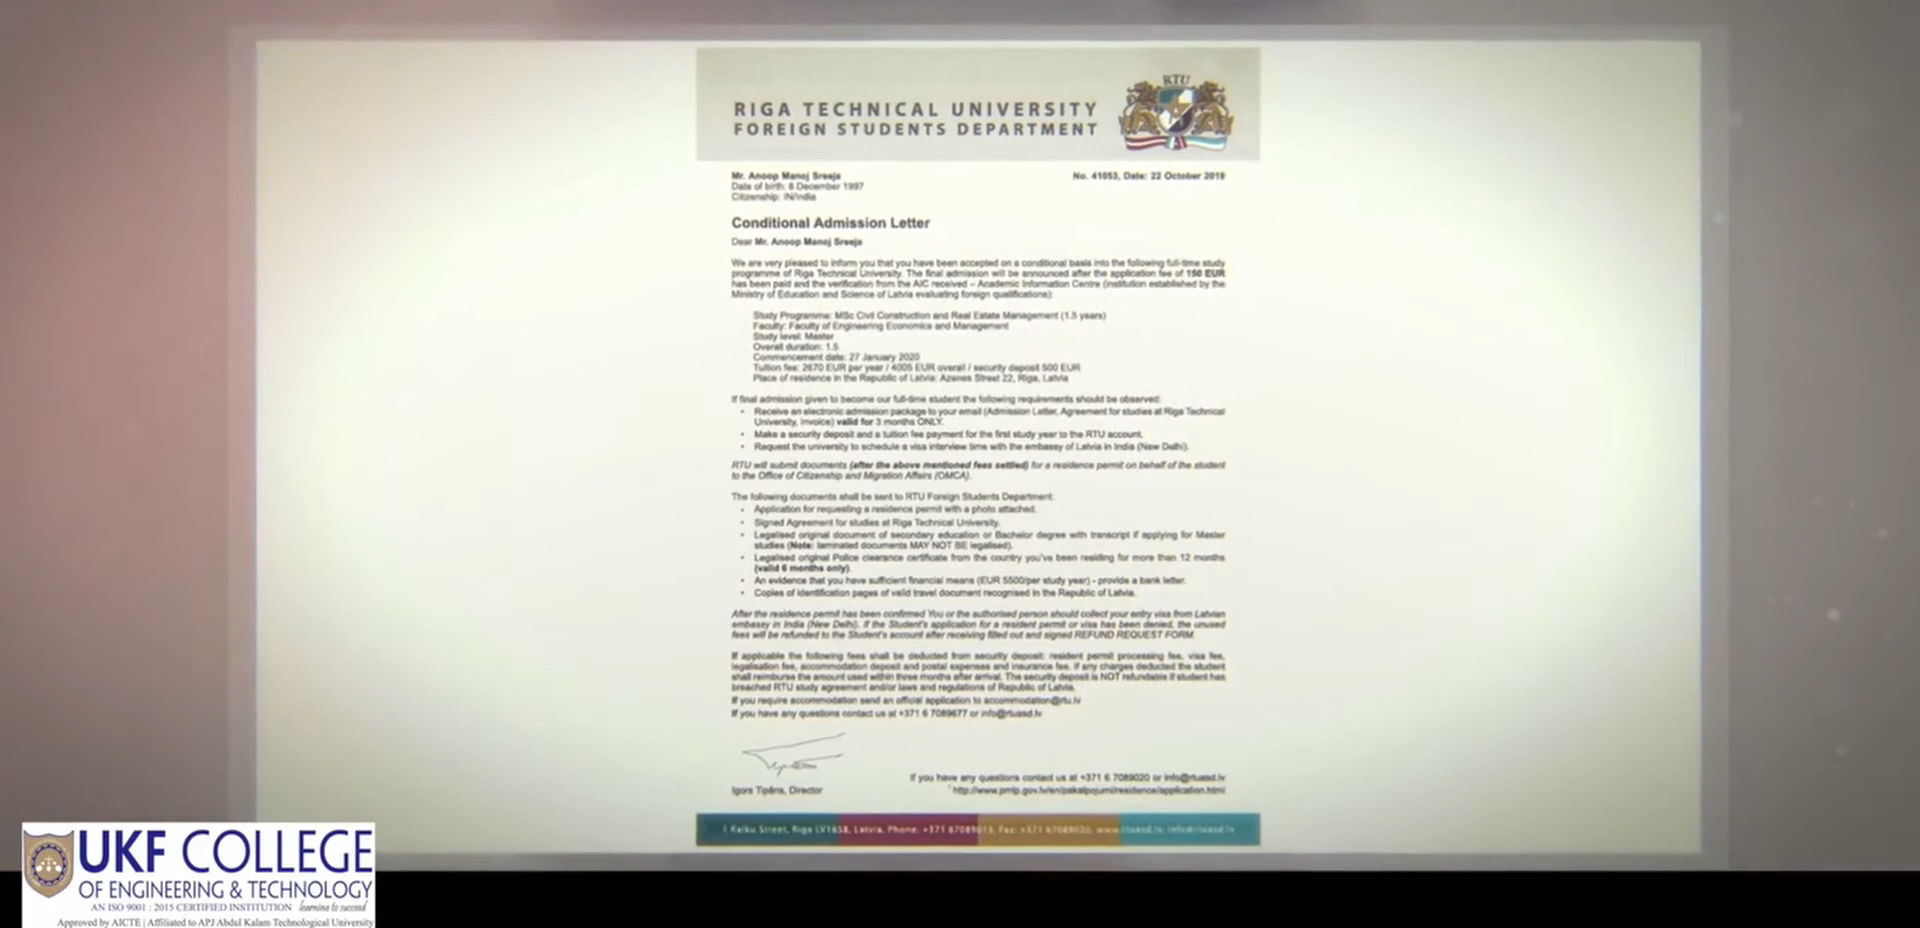 RTU
RIGA TECHNICAL UNIVERSITY
FOREIGN STUDENTS DEPARTMENT
Mr. Anoop Manoj Sreeja
No. 41053, Date: 22 October 2019
Date of birth: 8 December 1997
Citizenship: IN/India
Conditional Admission Letter
Dear Mr. Anoop Manoj Sreeja
We are very pleased to inform you that you have been accepted on a conditional basis into the following full-time study
programme of Riga Technical University. The final admission will be announced after the application fee of 150 EUR
has been paid and the verification from the AIC received – Academic Information Centre (institution established by the
Ministry of Education and Science of Latvia evaluating foreign qualifications):
Study Programme: MSc Civil Construction and Real Estate Management (1.5 years)
Faculty: Faculty of Engineering Economics and Management
Study level: Master
Overall duration: 1.5
Commencement date: 27 January 2020
Tuition fee: 2670 EUR per year / 4005 EUR overall / security deposit 500 EUR
Place of residence in the Republic of Latvia: Azenes Street 22, Riga, Latvia
If final admission given to become our full-time student the following requirements should be observed:
• Receive an electronic admission package to your email (Admission Letter, Agreement for studies at Riga Technical
University, Invoice) valid for 3 months ONLY.
• Make a security deposit and a tuition fee payment for the first study year to the RTU account.
• Request the university to schedule a visa interview time with the embassy of Latvia in India (New Delhi).
RTU will submit documents (after the above mentioned fees settled) for a residence permit on behalf of the student
to the Office of Citizenship and Migration Affairs (OMCA).
The following documents shall be sent to RTU Foreign Students Department:
• Application for requesting a residence permit with a photo attached.
• Signed Agreement for studies at Riga Technical University.
• Legalised original document of secondary education or Bachelor degree with transcript if applying for Master
studies (Note: laminated documents MAY NOT BE legalised).
• Legalised original Police clearance certificate from the country you've been residing for more than 12 months
(valid 6 months only).
• An evidence that you have sufficient financial means (EUR 5500/per study year) - provide a bank letter.
• Copies of identification pages of valid travel document recognised in the Republic of Latvia.
After the residence permit has been confirmed You or the authorised person should collect your entry visa from Latvian
embassy in India (New Delhi). If the Student's application for a resident permit or visa has been denied, the unused
fees will be refunded to the Student's account after receiving filled out and signed REFUND REQUEST FORM
If applicable the following fees shall be deducted from security deposit: resident permit processing fee, visa fee,
legalisation fee, accommodation deposit and postal expenses and insurance fee. If any charges deducted the student
shall reimburse the amount used within three months after arrival. The security deposit is NOT refundable if student has
breached RTU study agreement and/or laws and regulations of Republic of Latvia.
If you require accommodation send an official application to accommodation@rtu.lv
If you have any questions contact us at +371 6 7089677 or info@rtuasd.lv
If you have any questions contact us at +371 6 7089020 or info@rtuasd.lv
Igors Tipāns, Director
http://www.pmlp.gov.lv/en/pakalpojumi/residence/application.html
1 Kalku Street, Riga LV1658, Latvia, Phone: +371 67089013, Fax: +371 67089020, www.rtuasd.lv, info@rtuasd.lv
UKF COLLEGE
OF ENGINEERING & TECHNOLOGY
AN ISO 9001 : 2015 CERTIFIED INSTITUTION learning to succeed
Approved by AICTE | Affiliated to APJ Abdul Kalam Technological University